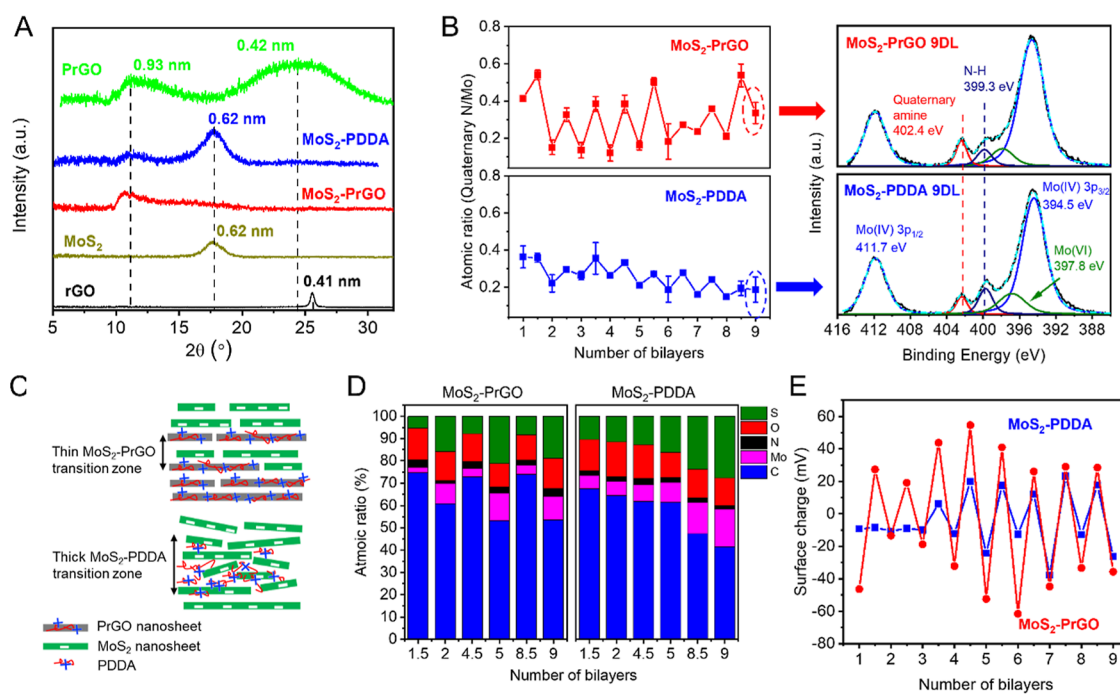 A
PrGO
0.93 nm
0.42 nm
0.62 nm
MoS2-PDDA
MoS2-PrGO
MoS2
0.62 nm
rGO
0.41 nm
Intensity (a.u.)
5 10 15 20 25 30
2θ (°)
B
MoS2-PrGO
0.8
0.6
0.4
0.2
0.0
MoS2-PDDA
0.8
0.6
0.4
0.2
0.0
Atomic ratio (Quaternary N/Mo)
1 2 3 4 5 6 7 8 9
Number of bilayers
MoS2-PrGO 9DL
N-H
399.3 eV
Quaternary
amine
402.4 eV
MoS2-PDDA 9DL
Mo(IV) 3p3/2
394.5 eV
Mo(IV) 3p1/2
411.7 eV
Mo(VI)
397.8 eV
Intensity (a.u.)
416 412 408 404 400 396 392 388
Binding Energy (eV)
C
Thin MoS2-PrGO
transition zone
Thick MoS2-PDDA
transition zone
PrGO nanosheet
MoS2 nanosheet
PDDA
D
MoS2-PrGO MoS2-PDDA
100
90
80
70
60
50
40
30
20
10
0
Atmoic ratio (%)
S
O
N
Mo
C
1.5 2 4.5 5 8.5 9 1.5 2 4.5 5 8.5 9
Number of bilayers
E
60
40
20
0
-20
-40
-60
-80
Surface charge (mV)
MoS2-PDDA
MoS2-PrGO
1 2 3 4 5 6 7 8 9
Number of bilayers